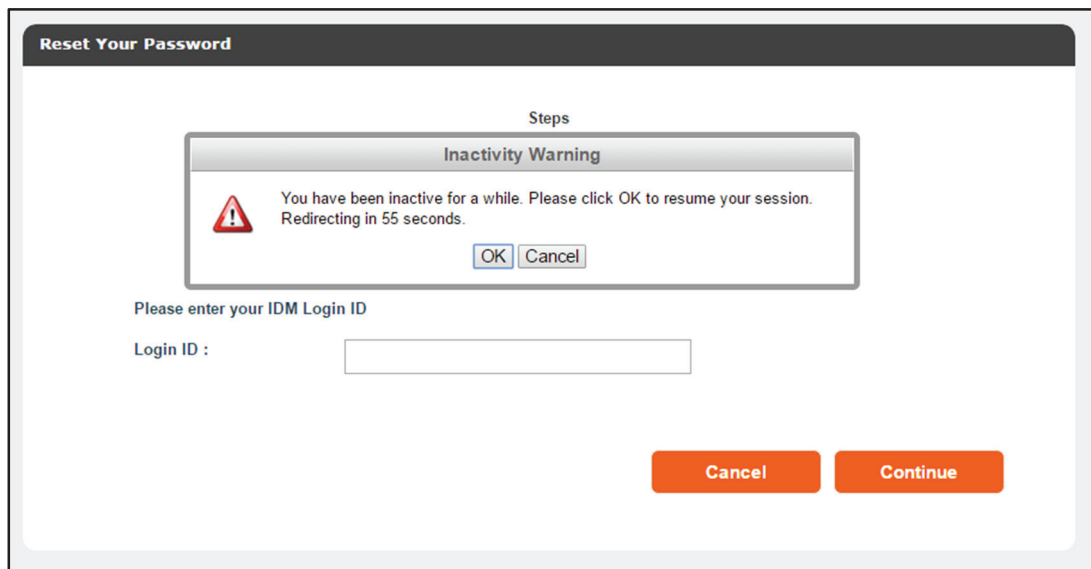 Reset Your Password
Steps
Inactivity Warning
You have been inactive for a while. Please click OK to resume your session.
Redirecting in 55 seconds.
OK Cancel
Please enter your IDM Login ID
Login ID :
Cancel Continue